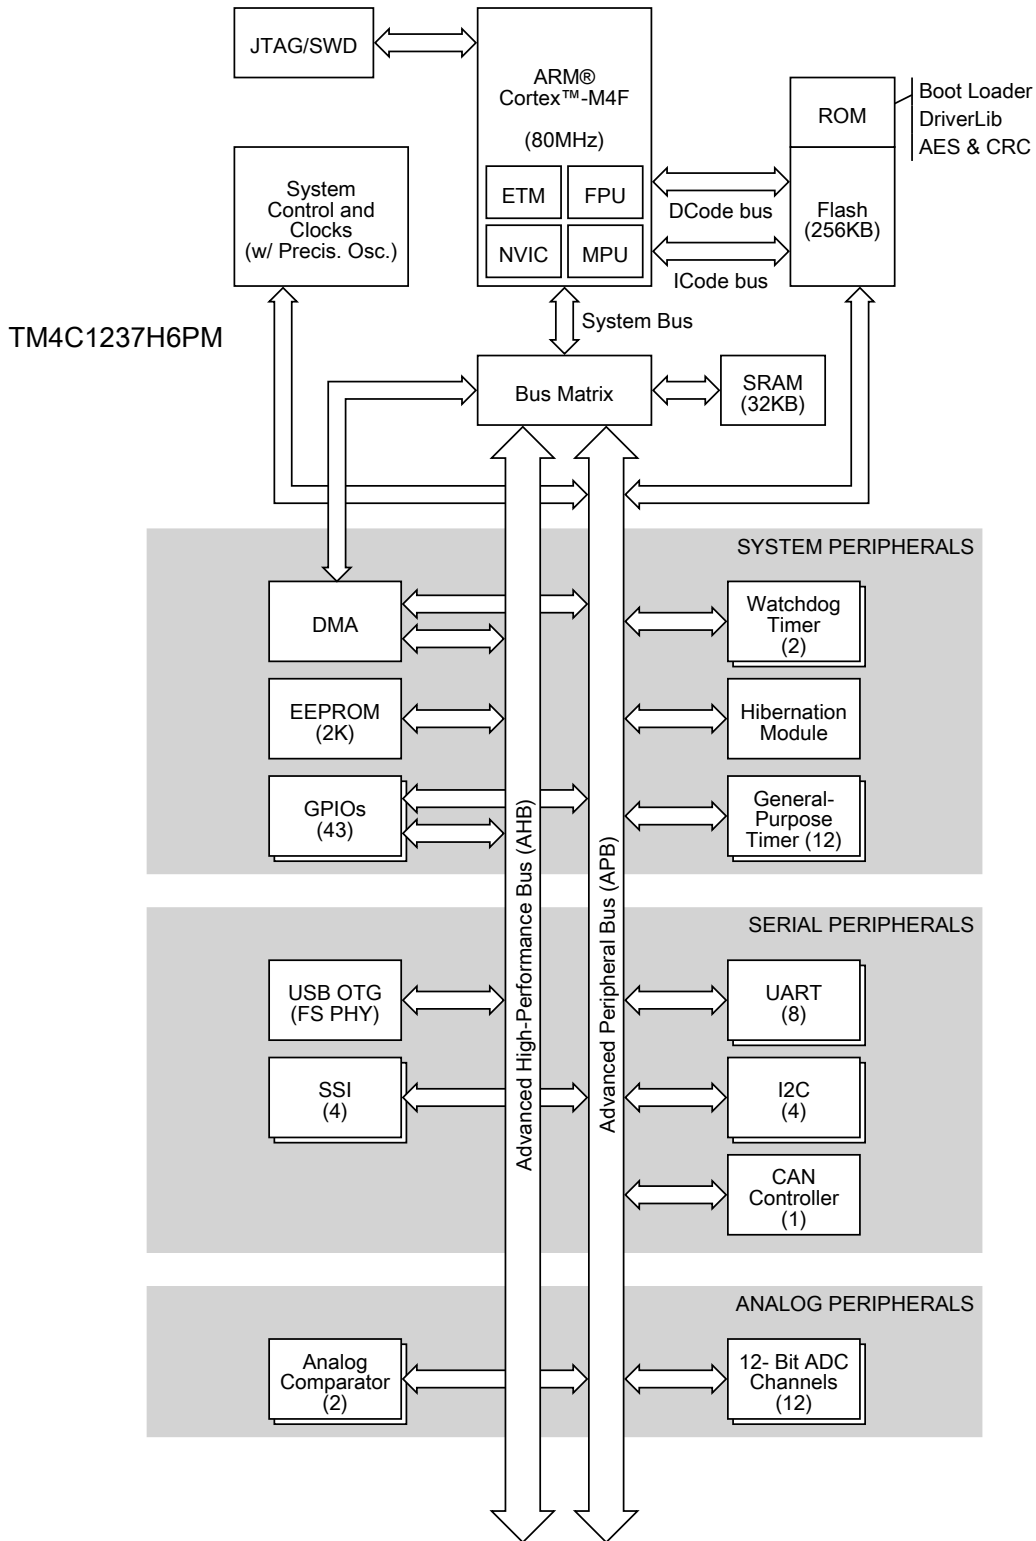 JTAG/SWD
ARM®
Cortex™-M4F
(80MHz)
ETM
FPU
NVIC
MPU
ROM
Boot Loader
DriverLib
AES & CRC
Flash
(256KB)
DCode bus
ICode bus
System
Control and
Clocks
(w/ Precis. Osc.)
TM4C1237H6PM
System Bus
Bus Matrix
SRAM
(32KB)
SYSTEM PERIPHERALS
DMA
Watchdog
Timer
(2)
EEPROM
(2K)
Hibernation
Module
GPIOs
(43)
General-
Purpose
Timer (12)
Advanced High-Performance Bus (AHB)
Advanced Peripheral Bus (APB)
SERIAL PERIPHERALS
USB OTG
(FS PHY)
UART
(8)
SSI
(4)
I2C
(4)
CAN
Controller
(1)
ANALOG PERIPHERALS
Analog
Comparator
(2)
12- Bit ADC
Channels
(12)